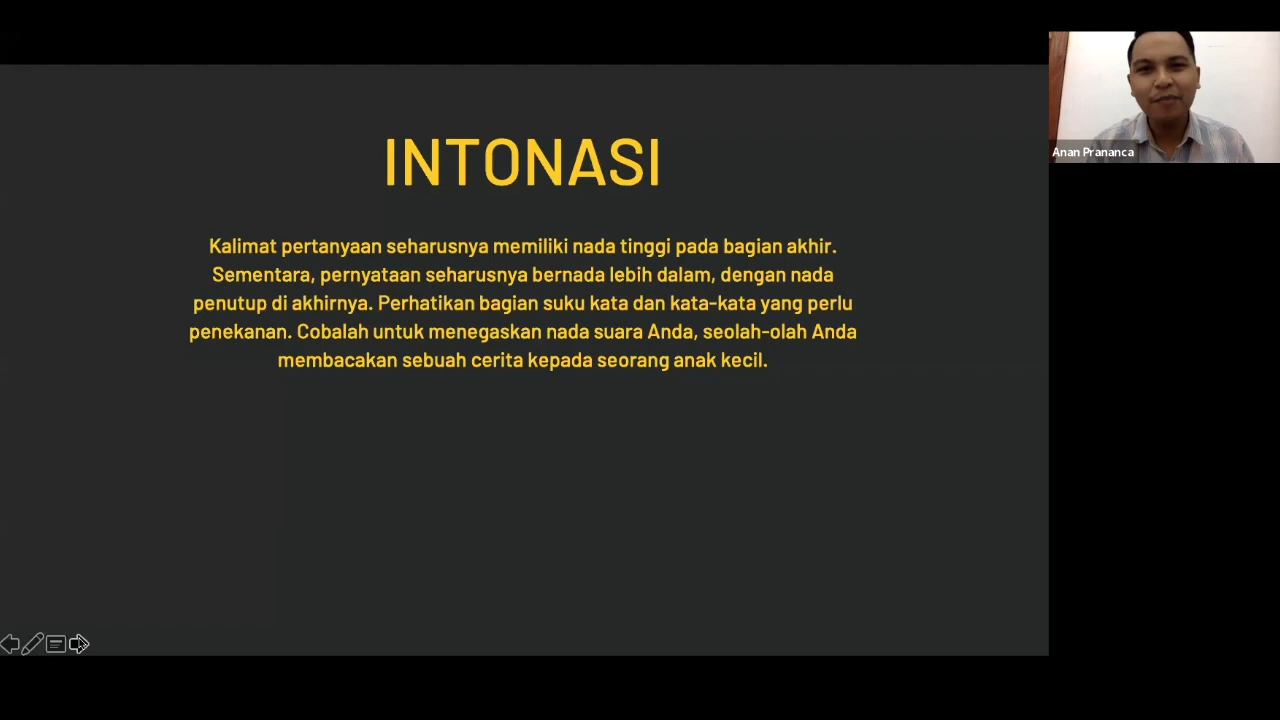 INTONASI
Kalimat pertanyaan seharusnya memiliki nada tinggi pada bagian akhir.
Sementara, pernyataan seharusnya bernada lebih dalam, dengan nada
penutup di akhirnya. Perhatikan bagian suku kata dan kata-kata yang perlu
penekanan. Cobalah untuk menegaskan nada suara Anda, seolah-olah Anda
membacakan sebuah cerita kepada seorang anak kecil.
Anan Prananca